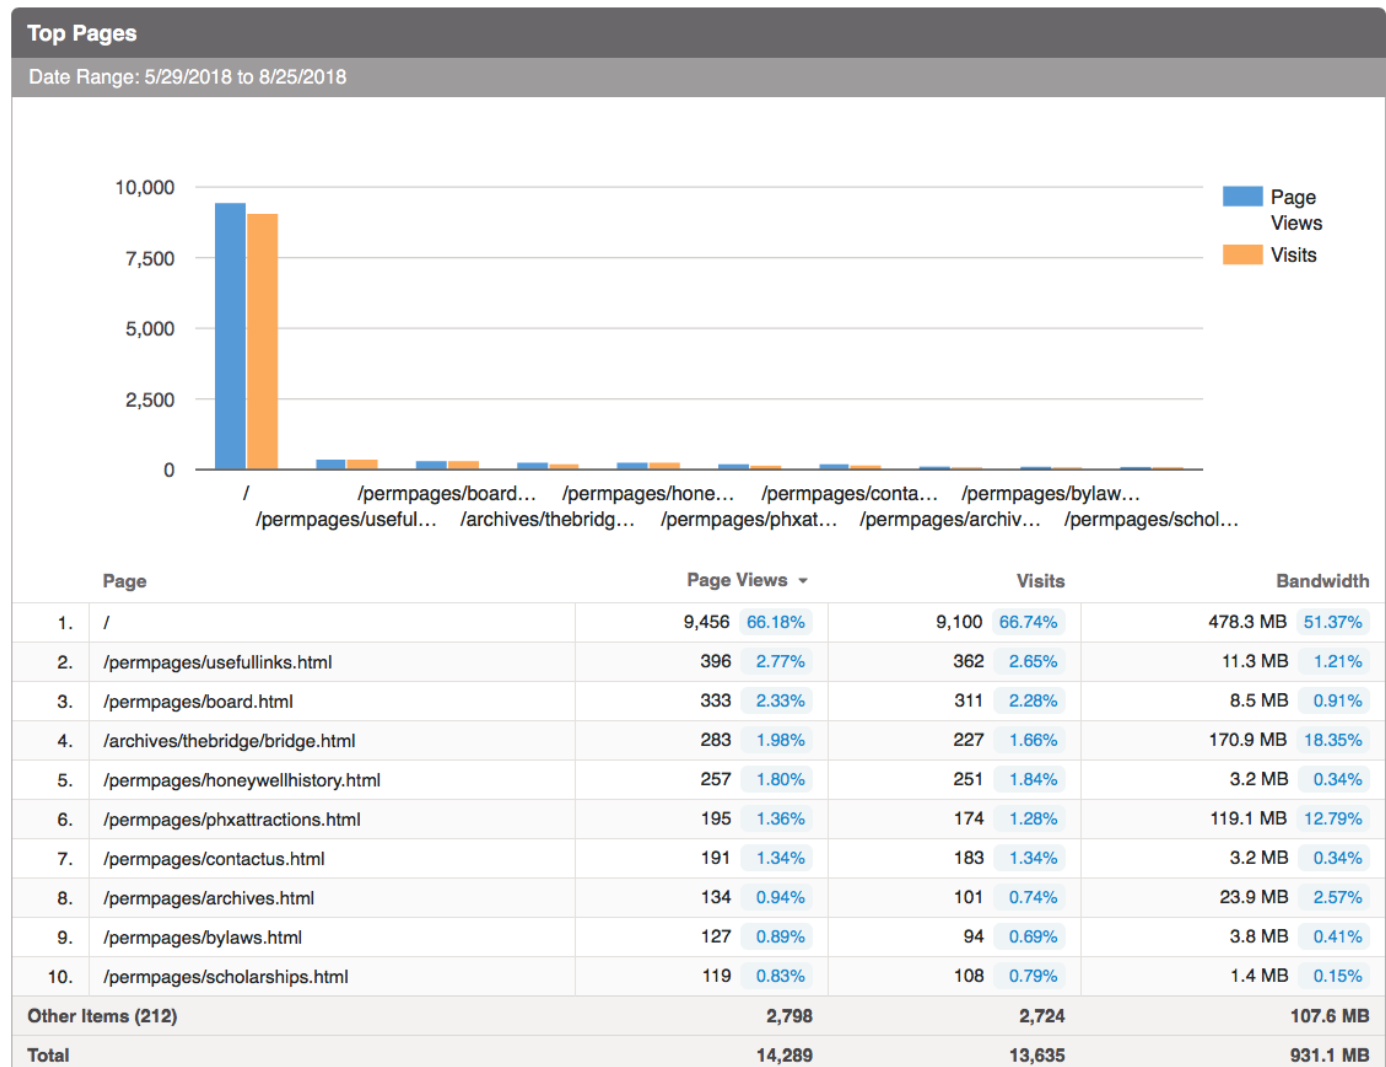 Top Pages
Date Range: 5/29/2018 to 8/25/2018
10,000
7,500
5,000
2,500
0
Page
Views
Visits
/ /permpages/board... /permpages/hone... /permpages/conta... /permpages/bylaw...
/permpages/useful... /archives/thebridg... /permpages/phxat... /permpages/archiv... /permpages/schol...
Page Page Views Visits Bandwidth
1. / 9,456 66.18% 9,100 66.74% 478.3 MB 51.37%
2. /permpages/usefullinks.html 396 2.77% 362 2.65% 11.3 MB 1.21%
3. /permpages/board.html 333 2.33% 311 2.28% 8.5 MB 0.91%
4. /archives/thebridge/bridge.html 283 1.98% 227 1.66% 170.9 MB 18.35%
5. /permpages/honeywellhistory.html 257 1.80% 251 1.84% 3.2 MB 0.34%
6. /permpages/phxattractions.html 195 1.36% 174 1.28% 119.1 MB 12.79%
7. /permpages/contactus.html 191 1.34% 183 1.34% 3.2 MB 0.34%
8. /permpages/archives.html 134 0.94% 101 0.74% 23.9 MB 2.57%
9. /permpages/bylaws.html 127 0.89% 94 0.69% 3.8 MB 0.41%
10. /permpages/scholarships.html 119 0.83% 108 0.79% 1.4 MB 0.15%
Other Items (212) 2,798 2,724 107.6 MB
Total 14,289 13,635 931.1 MB